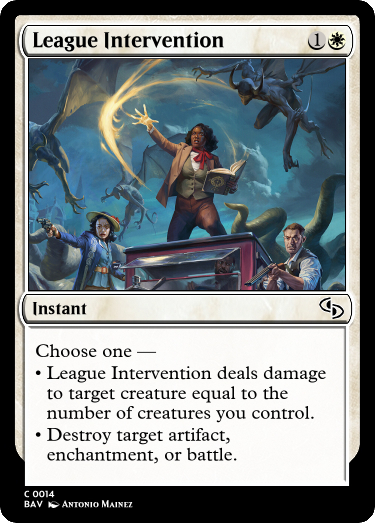 League Intervention 1
Instant
Choose one —
• League Intervention deals damage
to target creature equal to the
number of creatures you control.
• Destroy target artifact,
enchantment, or battle.
C 0014
BAV Antonio Mainez